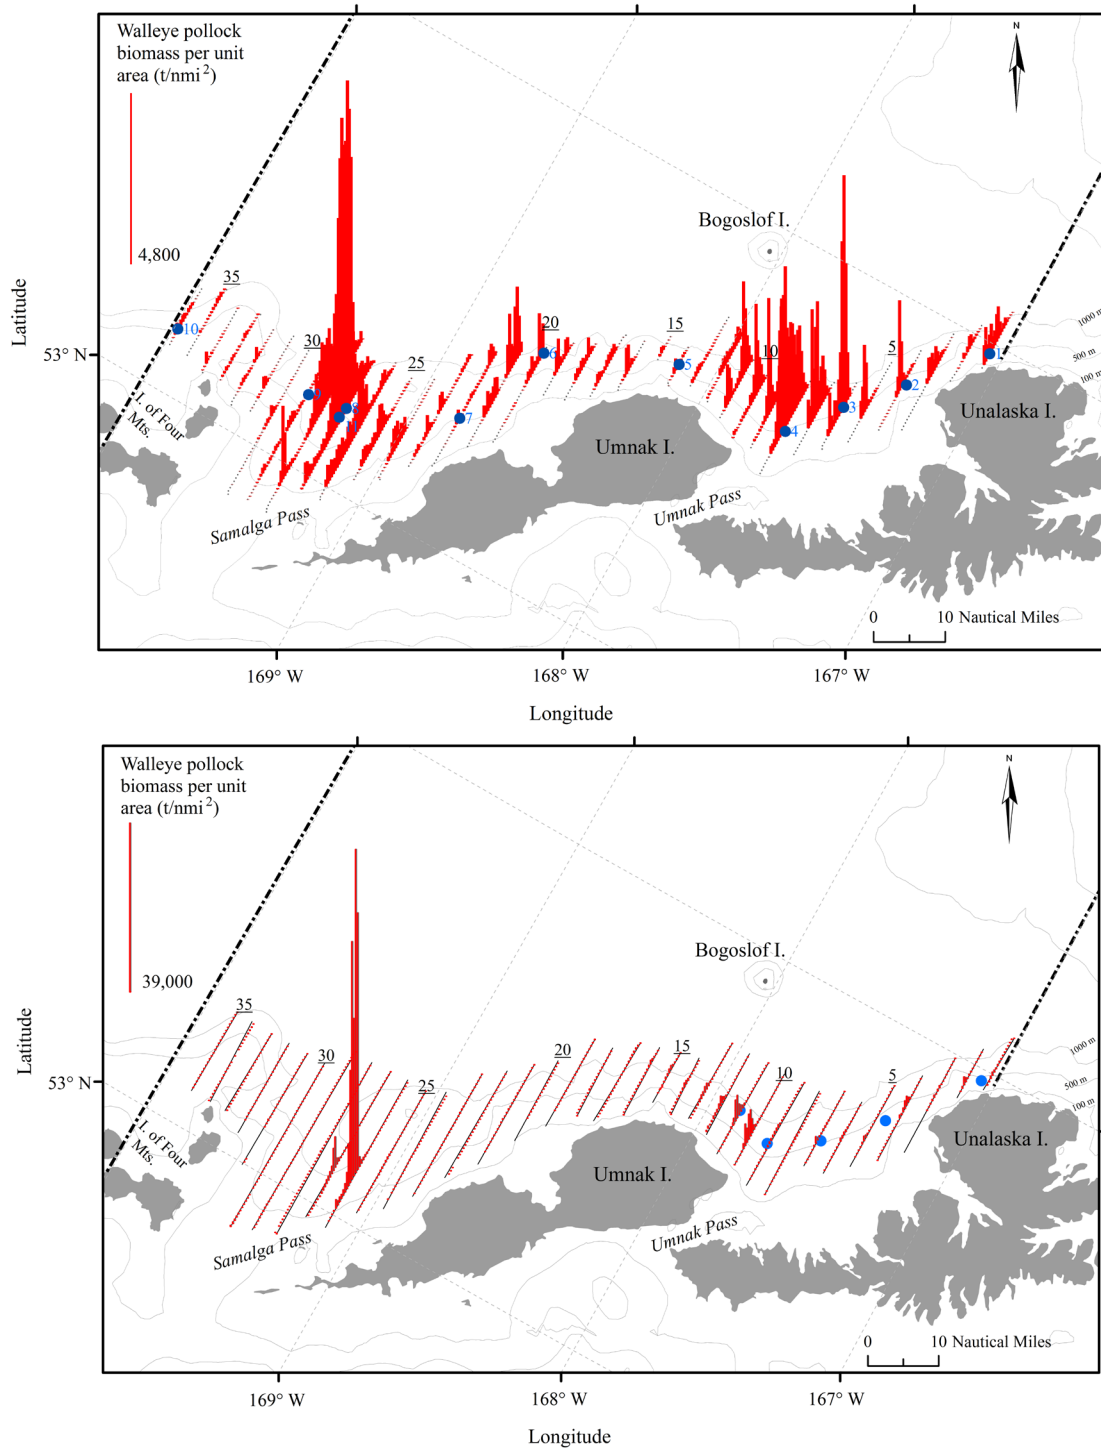 Walleye pollock
biomass per unit
area (t/nmi²)
4,800
N
Bogoslof I.
1000 m
500 m
100 m
35
30
25
20
15
10
5
10
9
8
11
7
6
5
4
3
2
1
I. of Four
Mts.
Samalga Pass
Umnak I.
Umnak Pass
Unalaska I.
0 10 Nautical Miles
Latitude
53° N
169° W 168° W 167° W
Longitude
Walleye pollock
biomass per unit
area (t/nmi²)
39,000
N
Bogoslof I.
1000 m
500 m
100 m
35
30
25
20
15
10
5
I. of Four
Mts.
Samalga Pass
Umnak I.
Umnak Pass
Unalaska I.
0 10 Nautical Miles
Latitude
53° N
169° W 168° W 167° W
Longitude